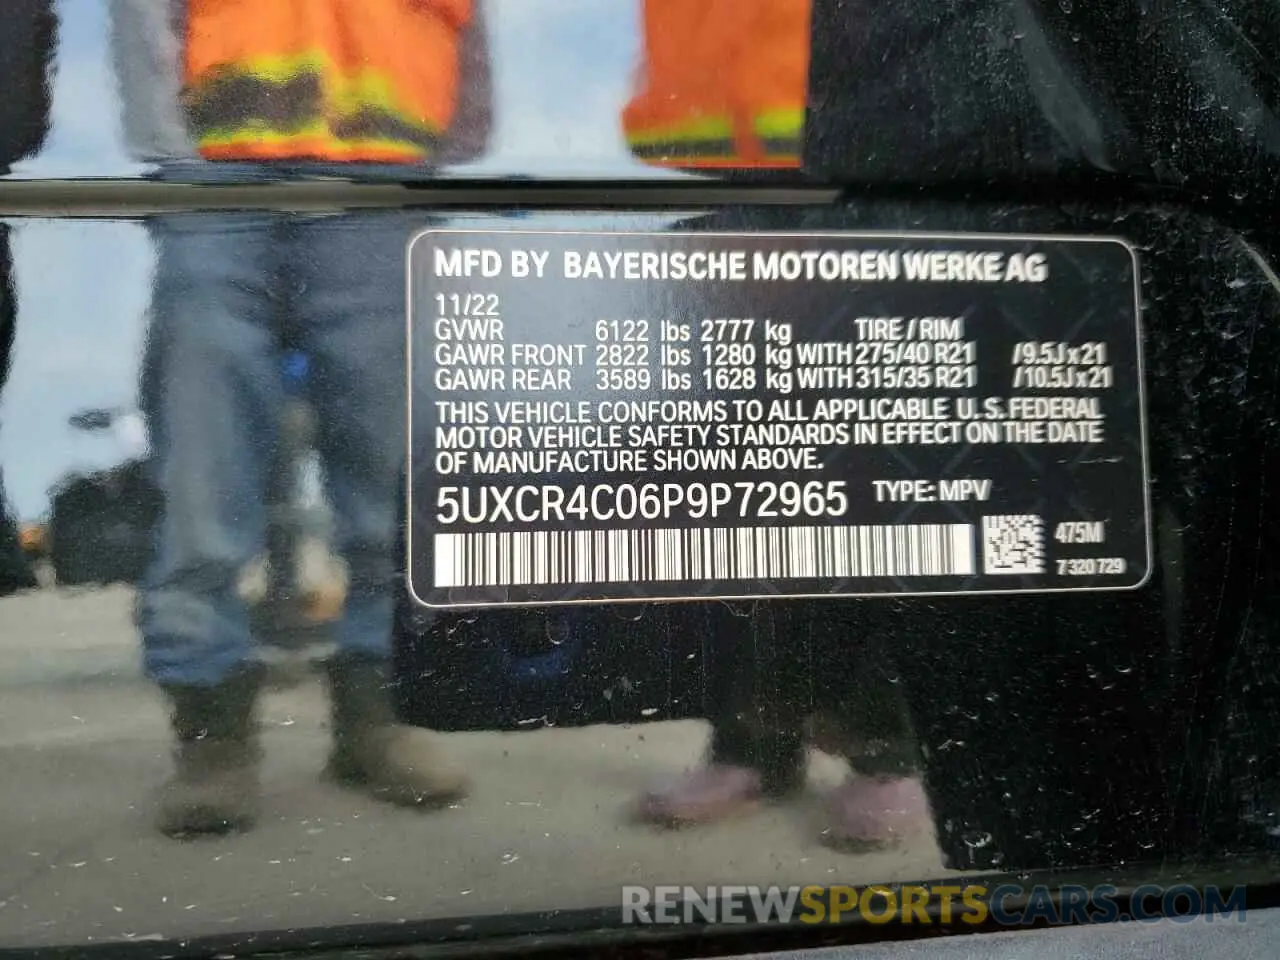 MFD BY BAYERISCHE MOTOREN WERKE AG
11/22
GVWR 6122 lbs 2777 kg TIRE / RIM
GAWR FRONT 2822 lbs 1280 kg WITH 275/40 R21 /9.5J x 21
GAWR REAR 3589 lbs 1628 kg WITH 315/35 R21 /10.5J x 21
THIS VEHICLE CONFORMS TO ALL APPLICABLE U.S. FEDERAL
MOTOR VEHICLE SAFETY STANDARDS IN EFFECT ON THE DATE
OF MANUFACTURE SHOWN ABOVE.
5UXCR4C06P9P72965 TYPE: MPV
475M
7 320 729
RENEWSPORTSCARS.COM